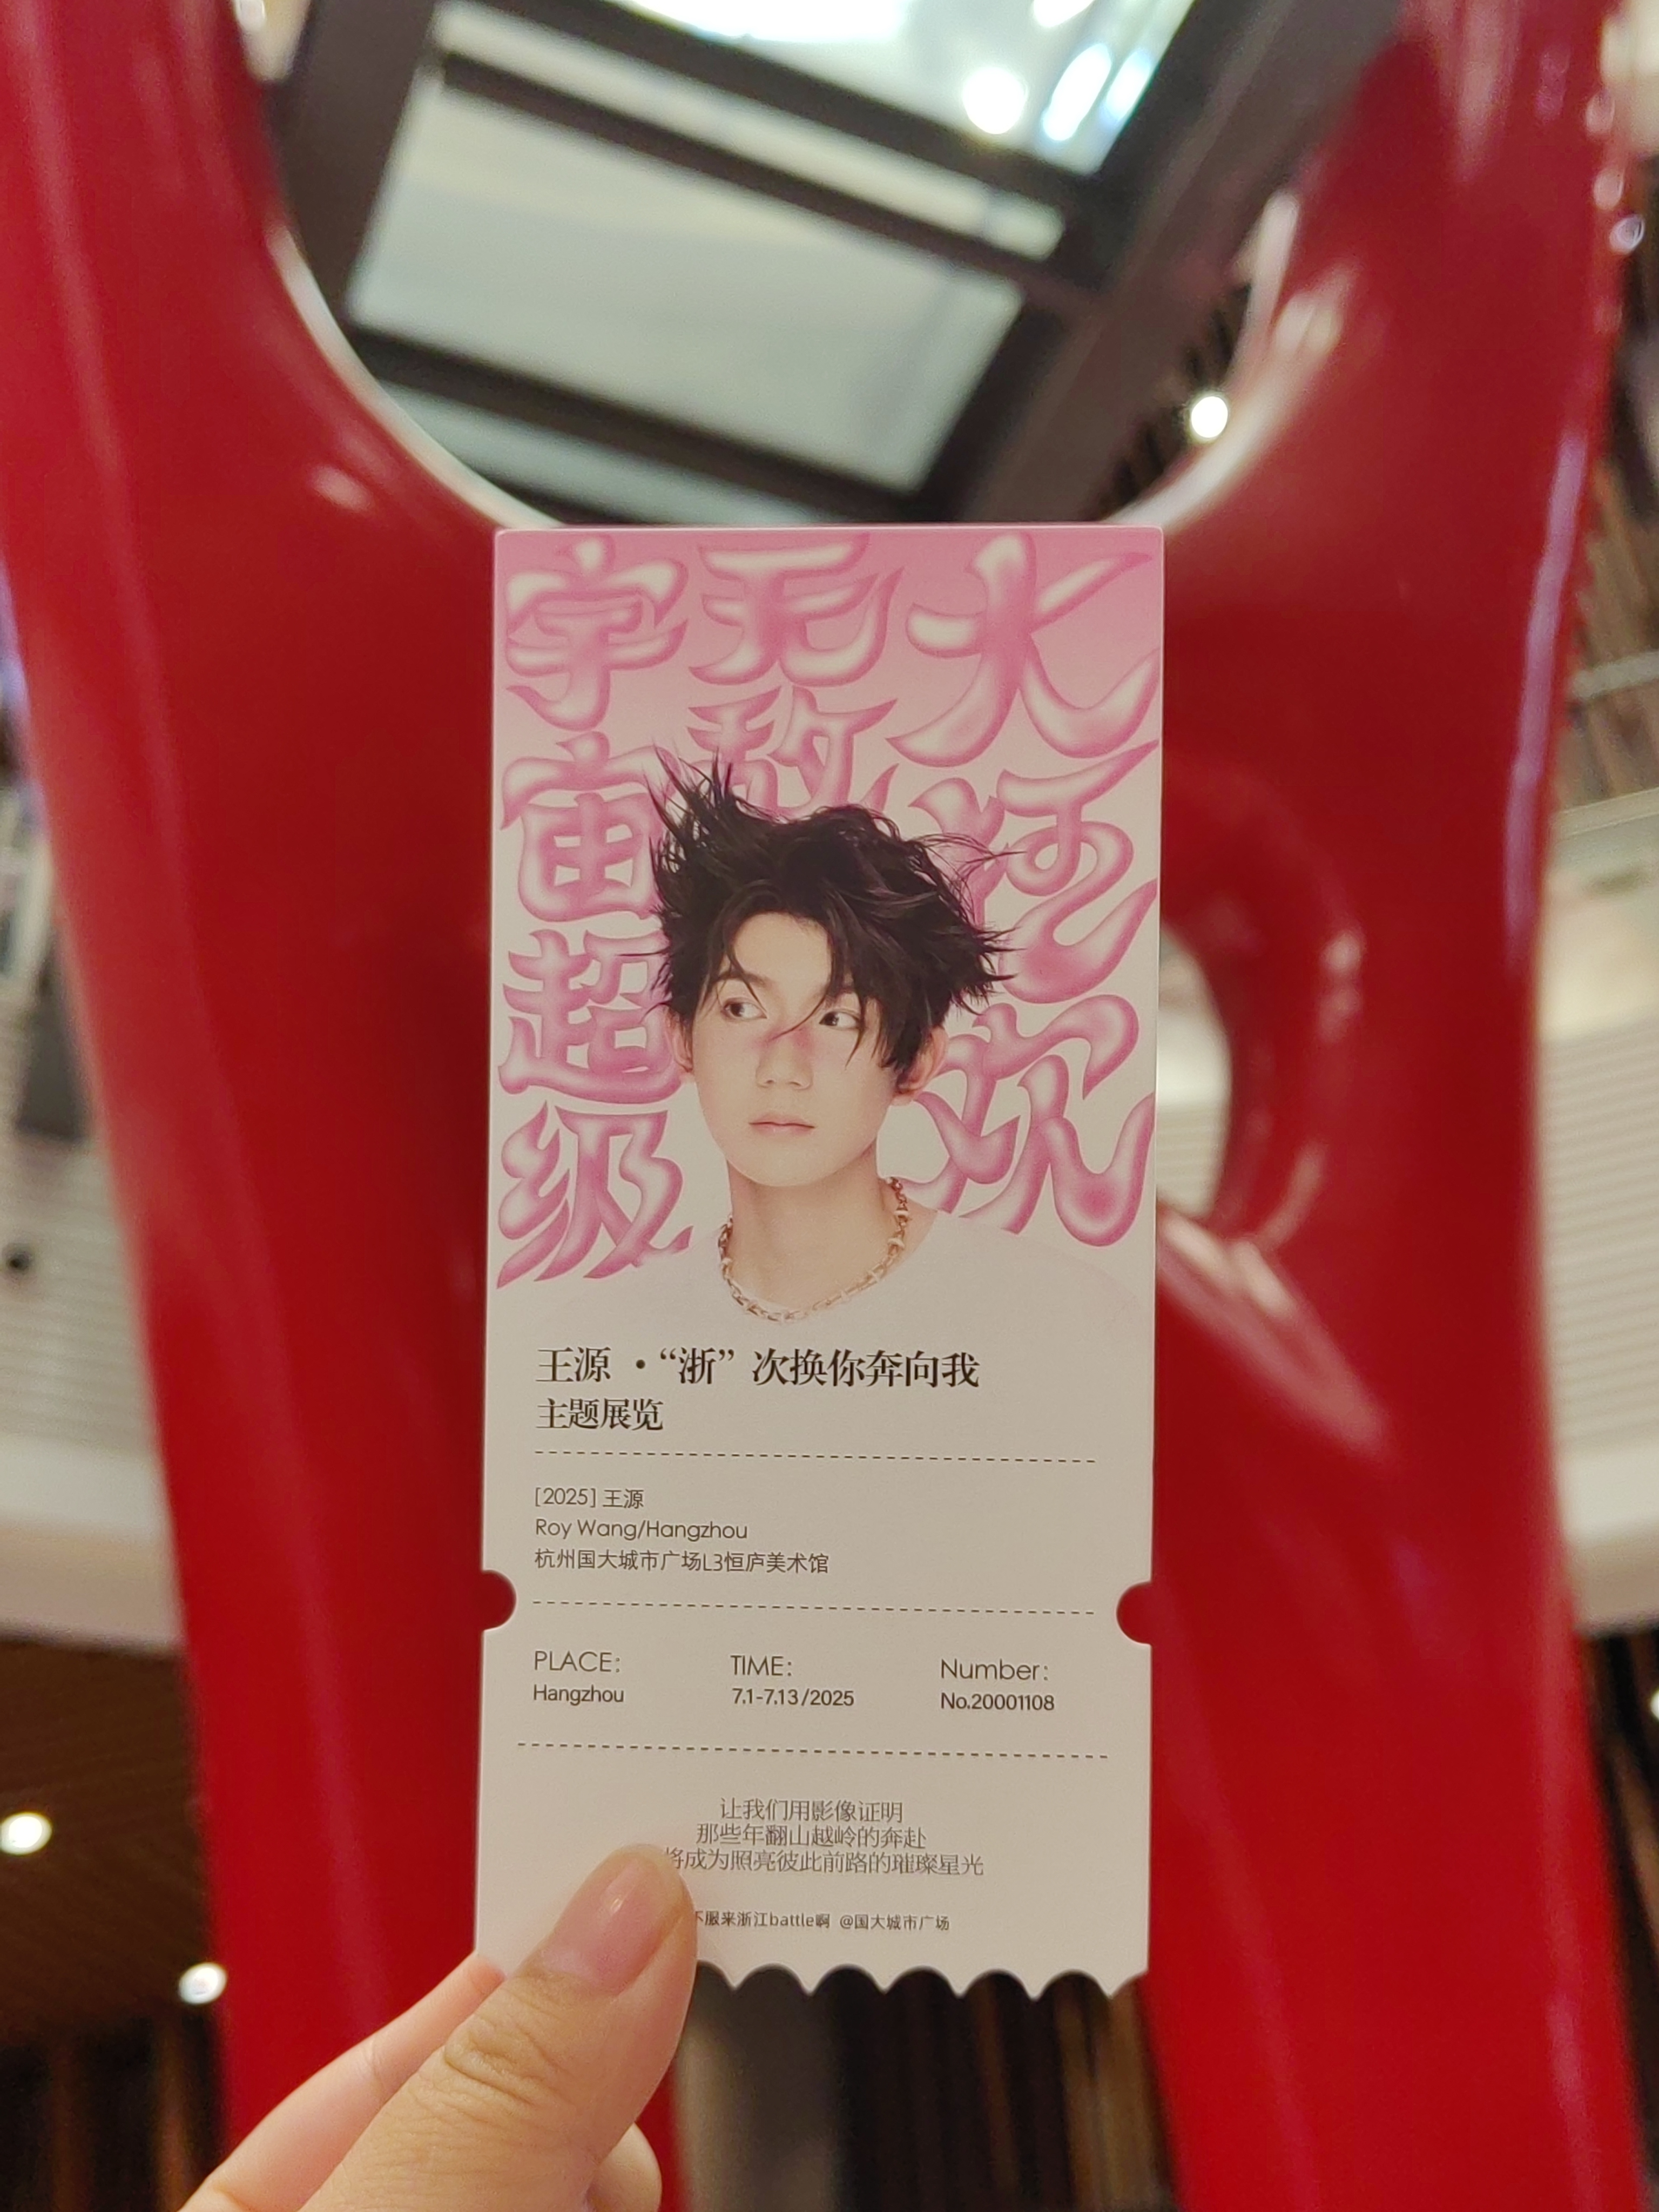 宇宙超级
无敌
大狂欢
王源 ·“浙”次换你奔向我
主题展览
[2025] 王源
Roy Wang/Hangzhou
杭州国大城市广场L3恒庐美术馆
PLACE:
Hangzhou
TIME:
7.1-7.13/2025
Number:
No.20001108
让我们用影像证明
那些年翻山越岭的奔赴
将成为照亮彼此前路的璀璨星光
不服来浙江battle啊 @国大城市广场